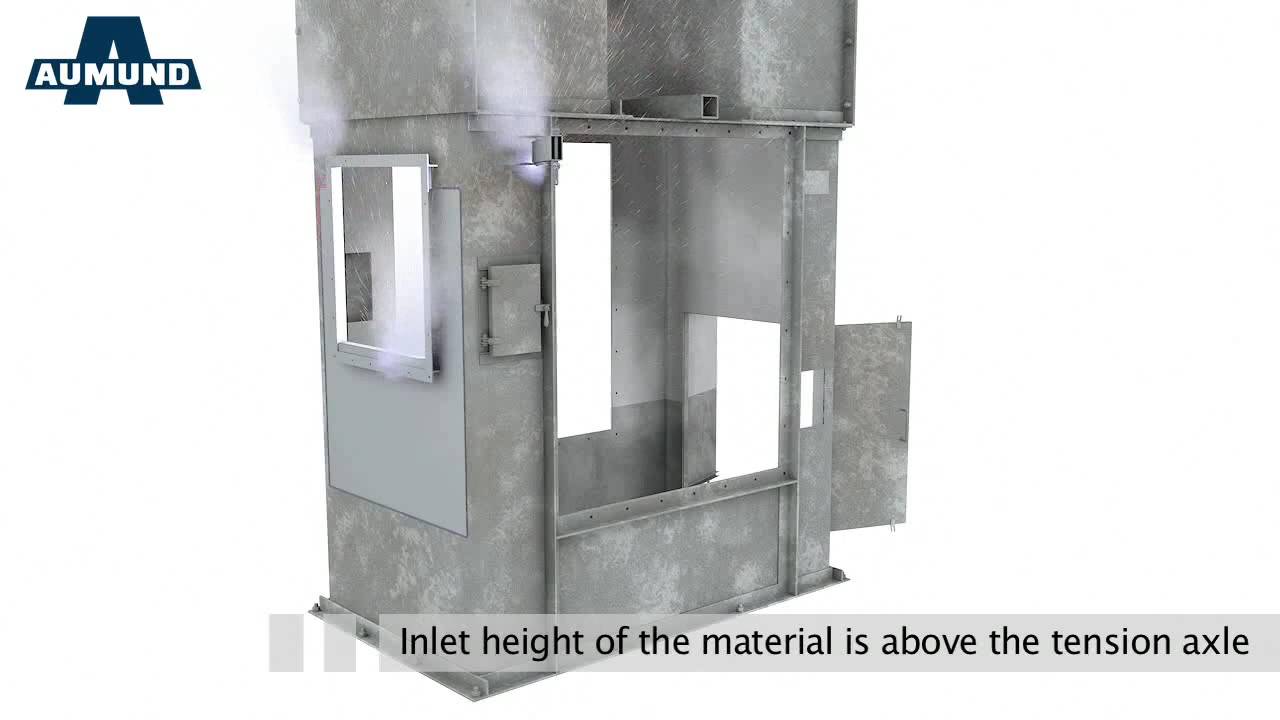 AUMUND
Inlet height of the material is above the tension axle